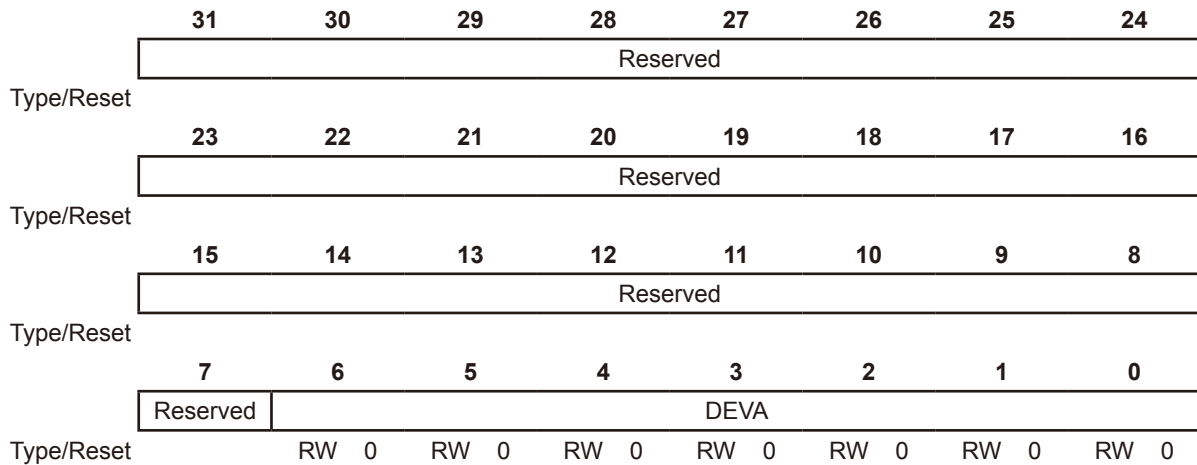 31 30 29 28 27 26 25 24
Reserved
Type/Reset
23 22 21 20 19 18 17 16
Reserved
Type/Reset
15 14 13 12 11 10 9 8
Reserved
Type/Reset
7 6 5 4 3 2 1 0
Reserved DEVA
Type/Reset RW 0 RW 0 RW 0 RW 0 RW 0 RW 0 RW 0